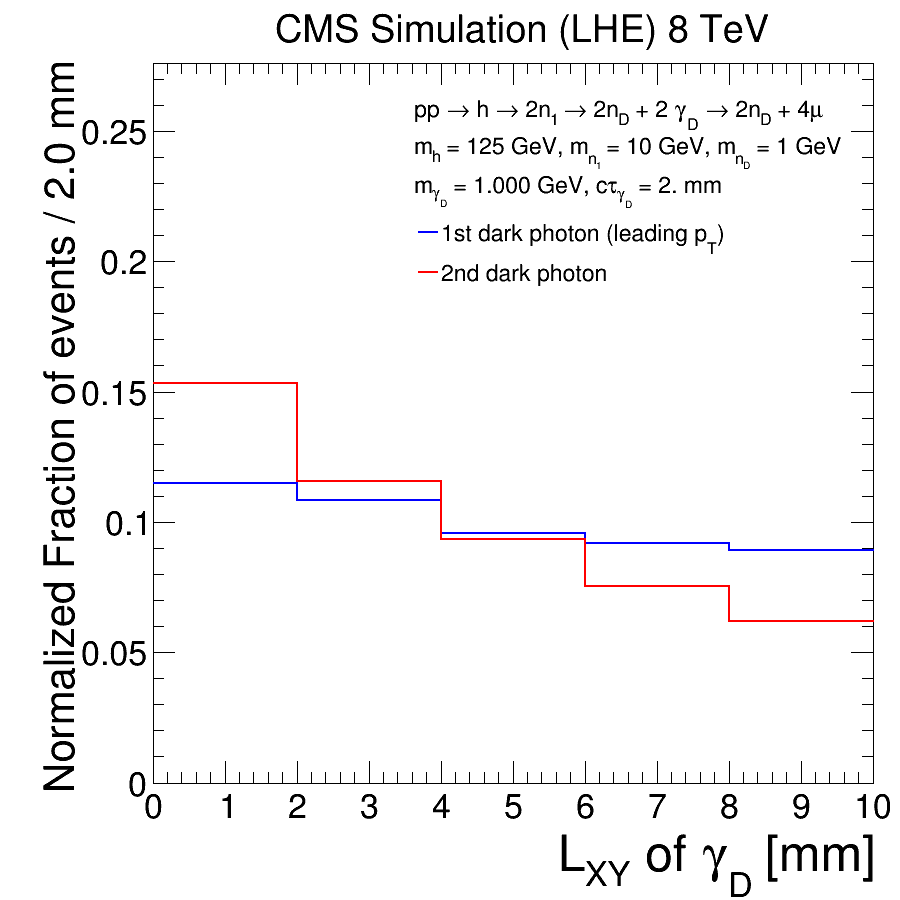 CMS Simulation (LHE) 8 TeV
Normalized Fraction of events / 2.0 mm
pp → h → 2n1 → 2nD + 2 γD → 2nD + 4μ
mh = 125 GeV, mn1 = 10 GeV, mnD = 1 GeV
mγD = 1.000 GeV, cτγD = 2. mm
1st dark photon (leading pT)
2nd dark photon
0.25
0.2
0.15
0.1
0.05
0
0 1 2 3 4 5 6 7 8 9 10
LXY of γD [mm]